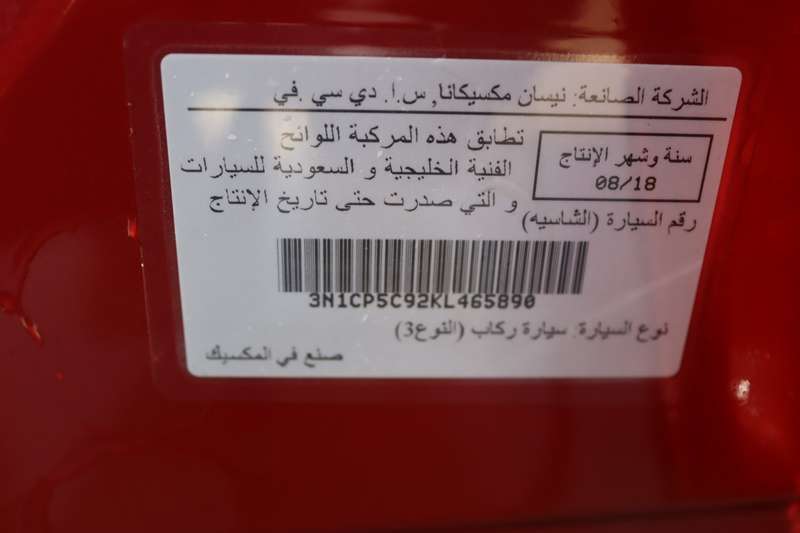 الشركة الصانعة: نيسان مكسيكانا, س.ا. دي سي .في
سنة وشهر الإنتاج
08/18
تطابق هذه المركبة اللوائح
الفنية الخليجية و السعودية للسيارات
و التي صدرت حتى تاريخ الإنتاج
رقم السيارة (الشاسيه)
3N1CP5C92KL465890
نوع السيارة: سيارة ركاب (النوع3)
صنع في المكسيك